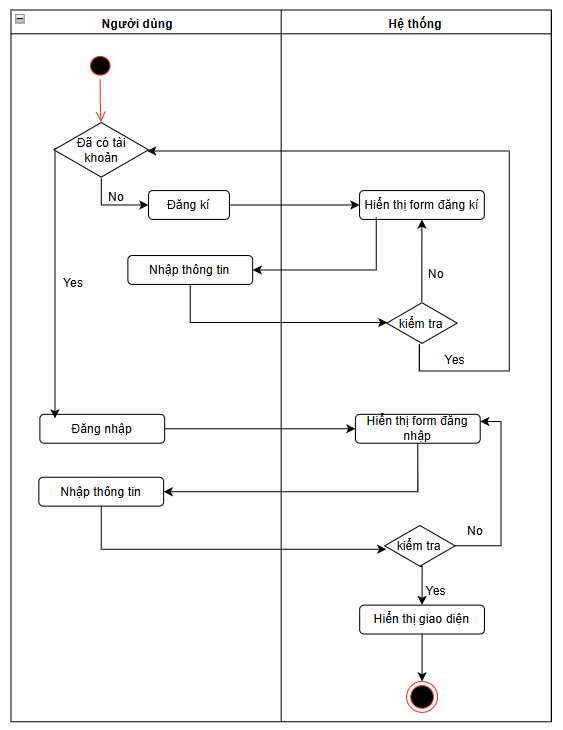 Người dùng
Hệ thống
Đã có tài
khoản
No
Đăng kí
Hiển thị form đăng kí
Nhập thông tin
No
Yes
kiểm tra
Yes
Đăng nhập
Hiển thị form đăng
nhập
Nhập thông tin
No
kiểm tra
Yes
Hiển thị giao diện